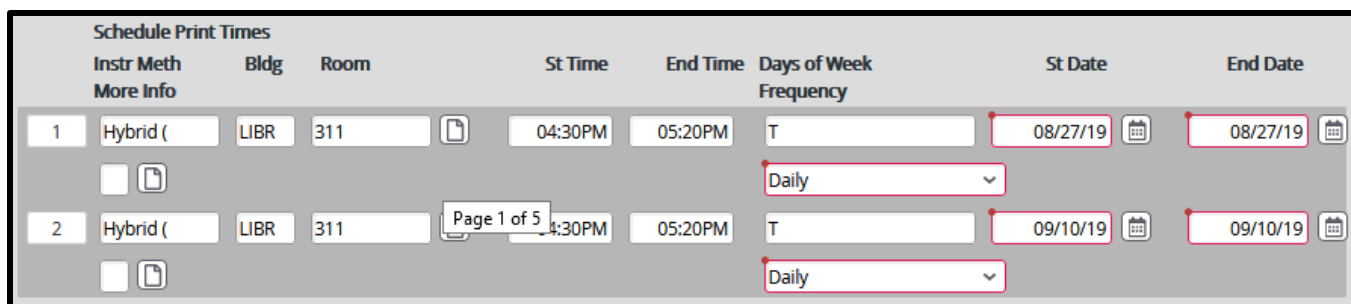 Schedule Print Times
Instr Meth Bldg Room St Time End Time Days of Week St Date End Date
More Info Frequency
1 Hybrid ( LIBR 311 04:30PM 05:20PM T 08/27/19 08/27/19
Daily
2 Hybrid ( LIBR 311 Page 1 of 5 4:30PM 05:20PM T 09/10/19 09/10/19
Daily